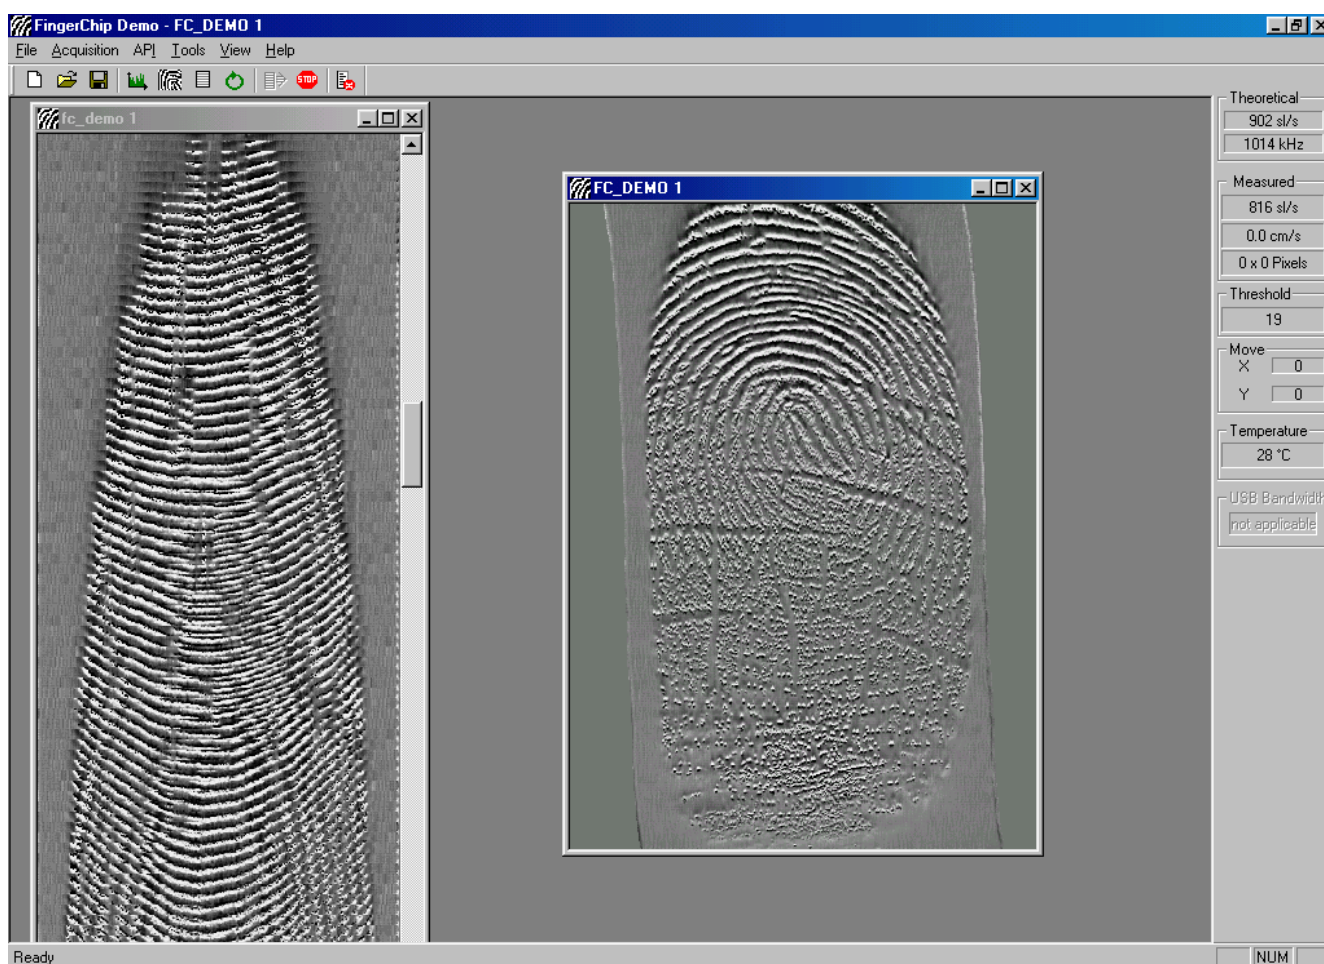 FingerChip Demo - FC_DEMO 1
File Acquisition API Tools View Help
STOP
fc_demo 1
FC_DEMO 1
Theoretical
902 sl/s
1014 kHz
Measured
816 sl/s
0.0 cm/s
0 x 0 Pixels
Threshold
19
Move
X 0
Y 0
Temperature
28 °C
USB Bandwidth
not applicable
Ready
NUM